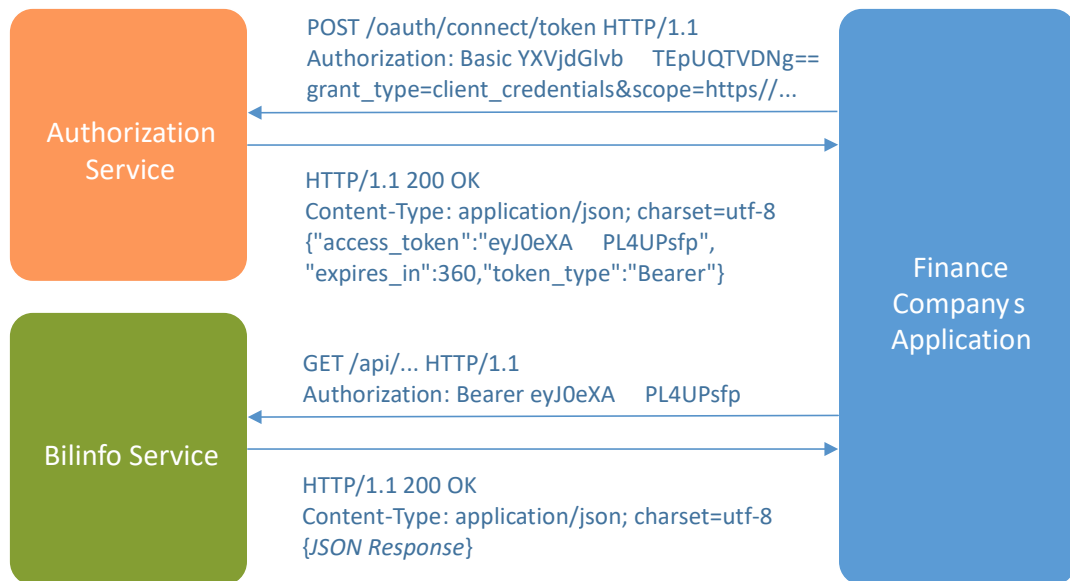 POST /oauth/connect/token HTTP/1.1
Authorization: Basic YXVjdGlvb TEpUQTVDNg==
grant_type=client_credentials&scope=https//...
Authorization
Service
HTTP/1.1 200 OK
Content-Type: application/json; charset=utf-8
{"access_token":"eyJ0eXA PL4UPsfp",
"expires_in":360,"token_type":"Bearer"}
Finance
Company s
Application
GET /api/... HTTP/1.1
Authorization: Bearer eyJ0eXA PL4UPsfp
Bilinfo Service
HTTP/1.1 200 OK
Content-Type: application/json; charset=utf-8
{JSON Response}